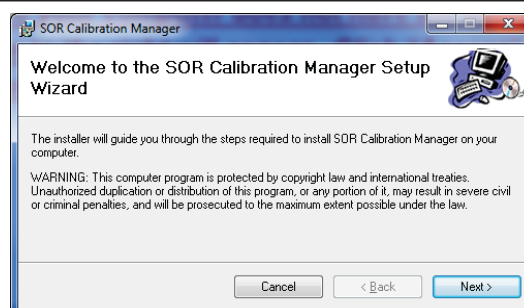 SOR Calibration Manager
Welcome to the SOR Calibration Manager Setup
Wizard
The installer will guide you through the steps required to install SOR Calibration Manager on your
computer.
WARNING: This computer program is protected by copyright law and international treaties.
Unauthorized duplication or distribution of this program, or any portion of it, may result in severe civil
or criminal penalties, and will be prosecuted to the maximum extent possible under the law.
Cancel
< Back
Next >